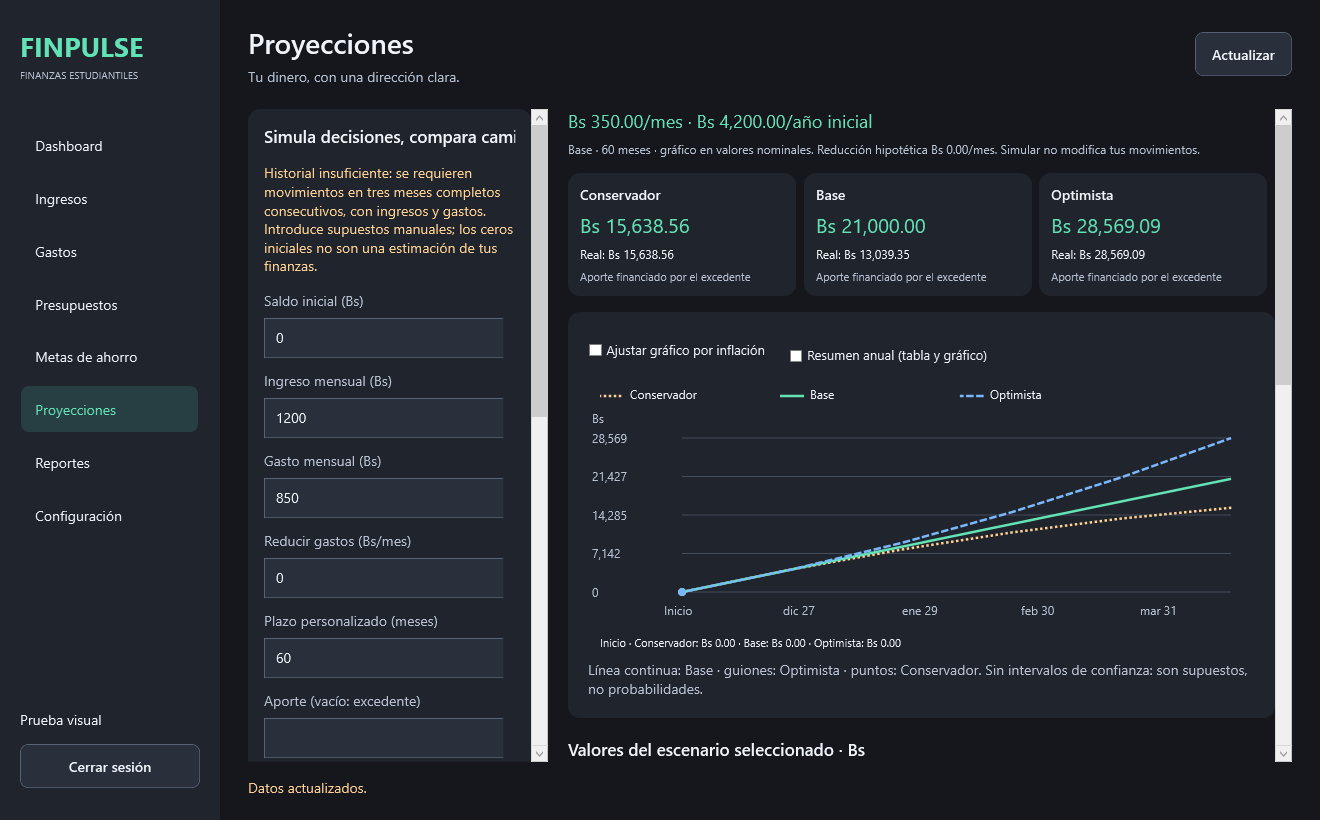 FINPULSE
FINANZAS ESTUDIANTILES
Dashboard
Ingresos
Gastos
Presupuestos
Metas de ahorro
Proyecciones
Reportes
Configuración
Prueba visual
Cerrar sesión
Proyecciones
Tu dinero, con una dirección clara.
Actualizar
Simula decisiones, compara cami
Historial insuficiente: se requieren
movimientos en tres meses completos
consecutivos, con ingresos y gastos.
Introduce supuestos manuales; los ceros
iniciales no son una estimación de tus
finanzas.
Saldo inicial (Bs)
0
Ingreso mensual (Bs)
1200
Gasto mensual (Bs)
850
Reducir gastos (Bs/mes)
0
Plazo personalizado (meses)
60
Aporte (vacío: excedente)
Bs 350.00/mes · Bs 4,200.00/año inicial
Base · 60 meses · gráfico en valores nominales. Reducción hipotética Bs 0.00/mes. Simular no modifica tus movimientos.
Conservador
Bs 15,638.56
Real: Bs 15,638.56
Aporte financiado por el excedente
Base
Bs 21,000.00
Real: Bs 13,039.35
Aporte financiado por el excedente
Optimista
Bs 28,569.09
Real: Bs 28,569.09
Aporte financiado por el excedente
Ajustar gráfico por inflación
Resumen anual (tabla y gráfico)
Conservador
Base
Optimista
Bs
28,569
21,427
14,285
7,142
0
Inicio
dic 27
ene 29
feb 30
mar 31
Inicio · Conservador: Bs 0.00 · Base: Bs 0.00 · Optimista: Bs 0.00
Línea continua: Base · guiones: Optimista · puntos: Conservador. Sin intervalos de confianza: son supuestos,
no probabilidades.
Valores del escenario seleccionado · Bs
Datos actualizados.